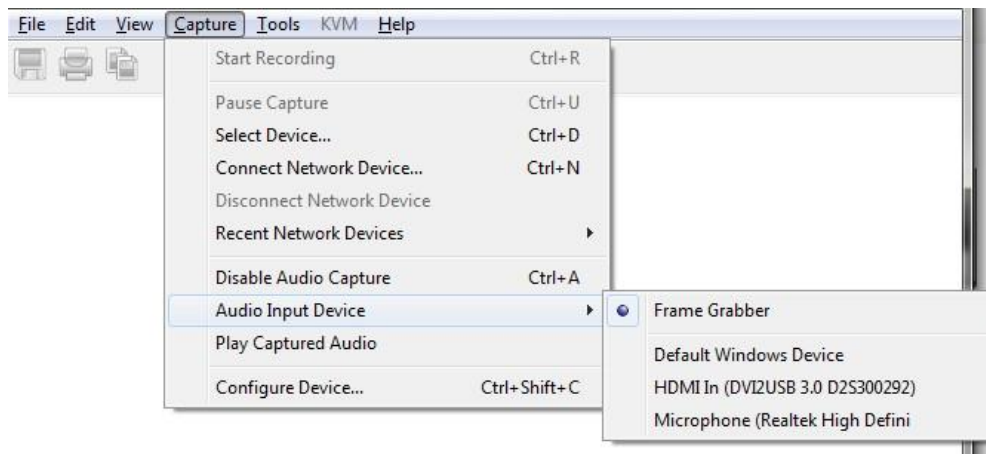 File Edit View Capture Tools KVM Help
Start Recording Ctrl+R
Pause Capture Ctrl+U
Select Device... Ctrl+D
Connect Network Device... Ctrl+N
Disconnect Network Device
Recent Network Devices
Disable Audio Capture Ctrl+A
Audio Input Device
Play Captured Audio
Configure Device... Ctrl+Shift+C
Frame Grabber
Default Windows Device
HDMI In (DVI2USB 3.0 D2S300292)
Microphone (Realtek High Defini